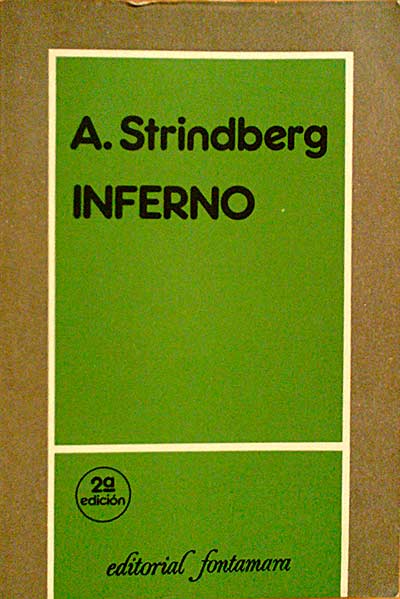 A. Strindberg
INFERNO
2ª
edición
editorial fontamara